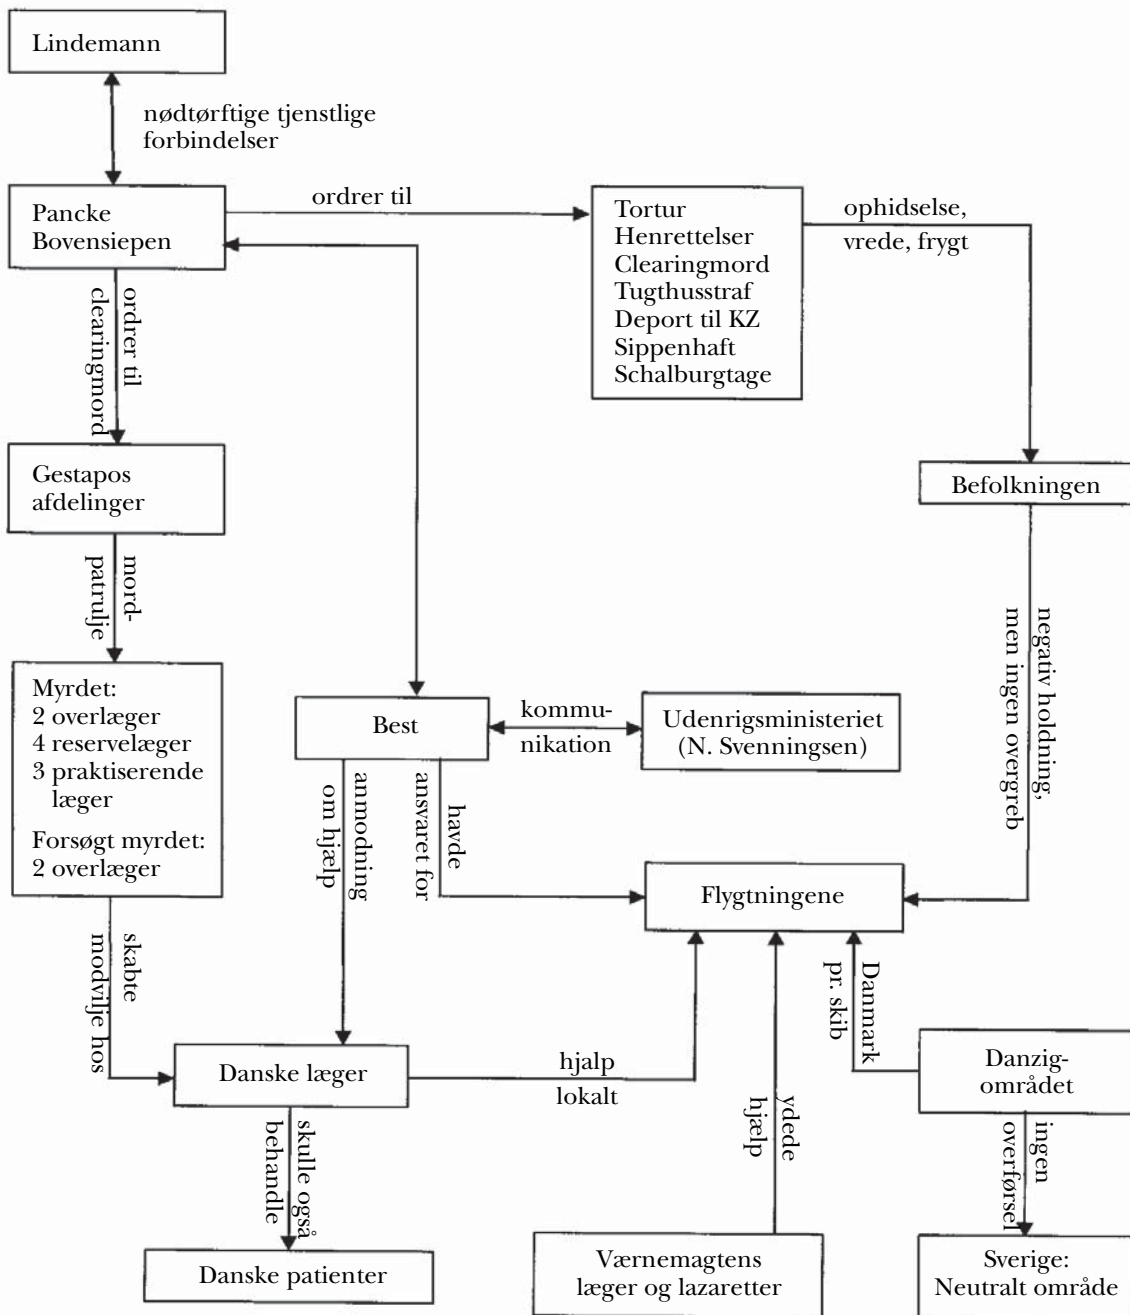 Lindemann
nødtørftige tjenstlige
forbindelser
Pancke
Bovensiepen
ordrer til
Tortur
Henrettelser
Clearingmord
Tugthusstraf
Deport til KZ
Sippenhaft
Schalburgtage
ophidselse,
vrede, frygt
ordrer til
clearingmord
Gestapos
afdelinger
Befolkningen
mord-
patrulje
negativ holdning,
men ingen overgreb
Myrdet:
2 overlæger
4 reservelæger
3 praktiserende
læger
Forsøgt myrdet:
2 overlæger
Best
kommu-
nikation
Udenrigsministeriet
(N. Svenningsen)
anmodning
om hjælp
havde
ansvaret for
Flygtningene
skabte
modvilje hos
Danske læger
hjalp
lokalt
ydede
hjælp
Danmark
pr. skib
Danzig-
området
skulle også
behandle
ingen
overførsel
Danske patienter
Værnemagtens
læger og lazaretter
Sverige:
Neutralt område